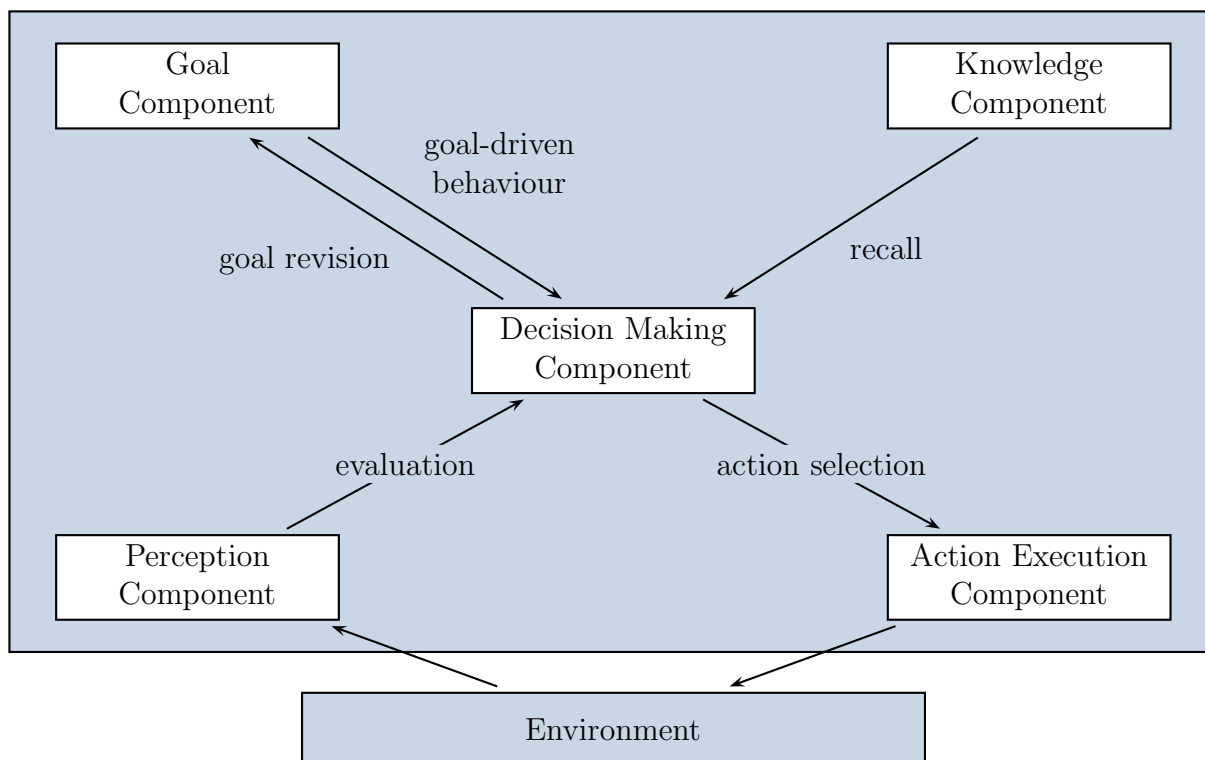 Goal
Component
Knowledge
Component
goal-driven
behaviour
goal revision
recall
Decision Making
Component
evaluation
action selection
Perception
Component
Action Execution
Component
Environment